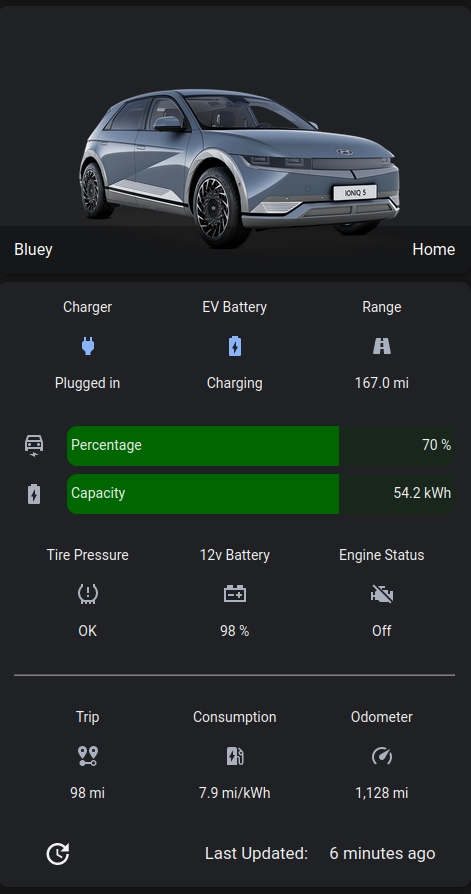 IONIQ 5
Bluey Home
Charger EV Battery Range
Plugged in Charging 167.0 mi
Percentage 70 %
Capacity 54.2 kWh
Tire Pressure 12v Battery Engine Status
OK 98 % Off
Trip Consumption Odometer
98 mi 7.9 mi/kWh 1,128 mi
Last Updated: 6 minutes ago